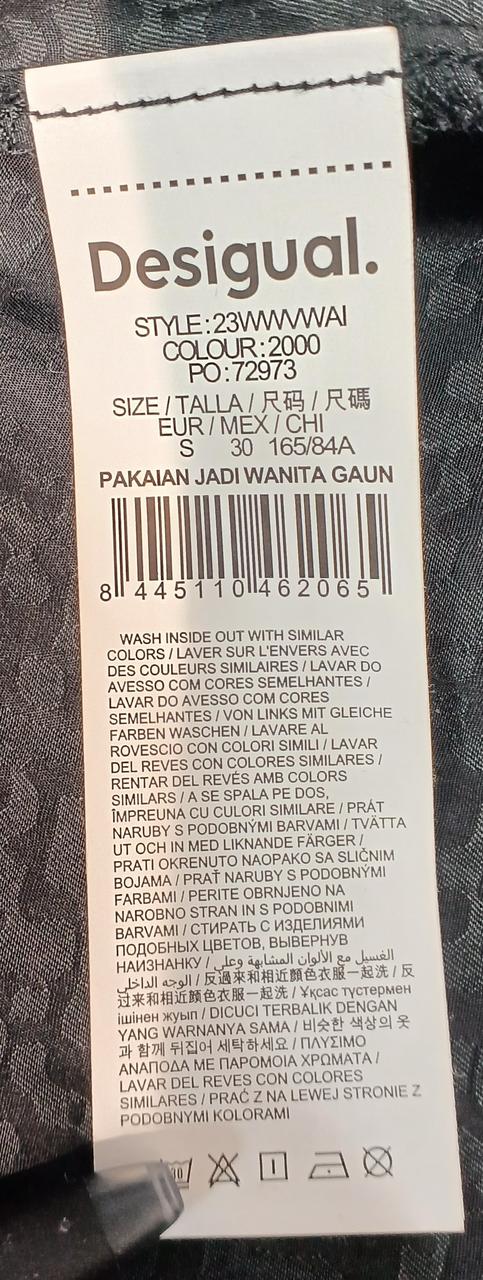 Desigual.
STYLE:23WWVWAI
COLOUR:2000
PO:72973
SIZE / TALLA / 尺码 / 尺碼
EUR / MEX / CHI
S 30 165/84A
PAKAIAN JADI WANITA GAUN
8 445110 462065
WASH INSIDE OUT WITH SIMILAR
COLORS / LAVER SUR L'ENVERS AVEC
DES COULEURS SIMILAIRES / LAVAR DO
AVESSO COM CORES SEMELHANTES /
LAVAR DO AVESSO COM CORES
SEMELHANTES / VON LINKS MIT GLEICHE
FARBEN WASCHEN / LAVARE AL
ROVESCIO CON COLORI SIMILI / LAVAR
DEL REVES CON COLORES SIMILARES /
RENTAR DEL REVÉS AMB COLORS
SIMILARS / A SE SPALA PE DOS,
ÎMPREUNA CU CULORI SIMILARE / PRÁT
NARUBY S PODOBNÝMI BARVAMI / TVÄTTA
UT OCH IN MED LIKNANDE FÄRGER /
PRATI OKRENUTO NAOPAKO SA SLIČNIM
BOJAMA / PRAŤ NARUBY S PODOBNÝMI
FARBAMI / PERITE OBRNJENO NA
NAROBNO STRAN IN S PODOBNIMI
BARVAMI / СТИРАТЬ С ИЗДЕЛИЯМИ
ПОДОБНЫХ ЦВЕТОВ, ВЫВЕРНУВ
НАИЗНАНКУ / الغسيل مع الألوان المشابهة وعلى
الوجه الداخلي / 反過來和相近顏色衣服一起洗 / 反
过来和相近颜色衣服一起洗 / Ұқсас түстермен
ішінен жуып / DICUCI TERBALIK DENGAN
YANG WARNANYA SAMA / 비슷한 색상의 옷
과 함께 뒤집어 세탁하세요 / ΠΛΥΣΙΜΟ
ΑΝΑΠΟΔΑ ΜΕ ΠΑΡΟΜΟΙΑ ΧΡΩΜΑΤΑ /
LAVAR DEL REVES CON COLORES
SIMILARES / PRAĆ Z NA LEWEJ STRONIE Z
PODOBNYMI KOLORAMI